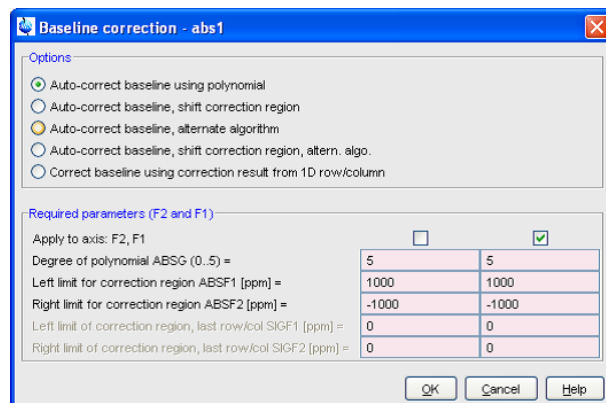 Baseline correction - abs1
Options
Auto-correct baseline using polynomial
Auto-correct baseline, shift correction region
Auto-correct baseline, alternate algorithm
Auto-correct baseline, shift correction region, altern. algo.
Correct baseline using correction result from 1D row/column
Required parameters (F2 and F1)
Apply to axis: F2, F1
Degree of polynomial ABSG (0..5) = 5 5
Left limit for correction region ABSF1 [ppm] = 1000 1000
Right limit for correction region ABSF2 [ppm] = -1000 -1000
Left limit of correction region, last row/col SIGF1 [ppm] = 0 0
Right limit of correction region, last row/col SIGF2 [ppm] = 0 0
OK Cancel Help